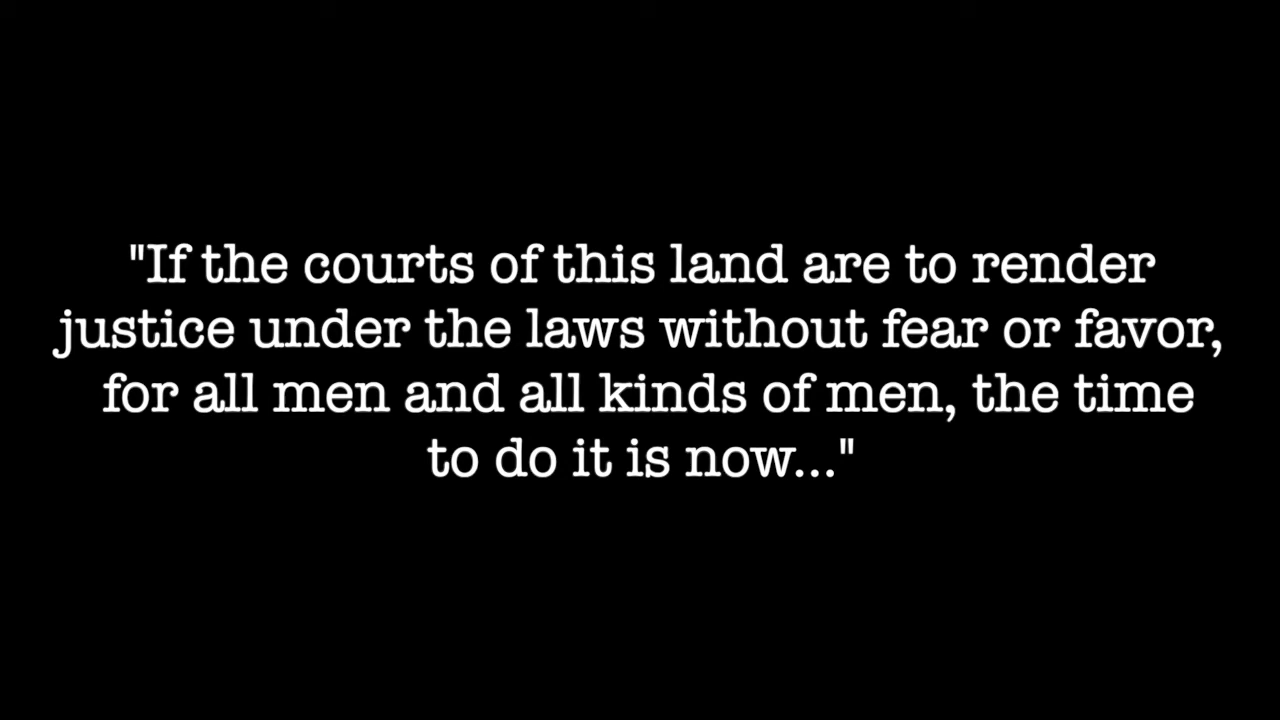 "If the courts of this land are to render
justice under the laws without fear or favor,
for all men and all kinds of men, the time
to do it is now..."